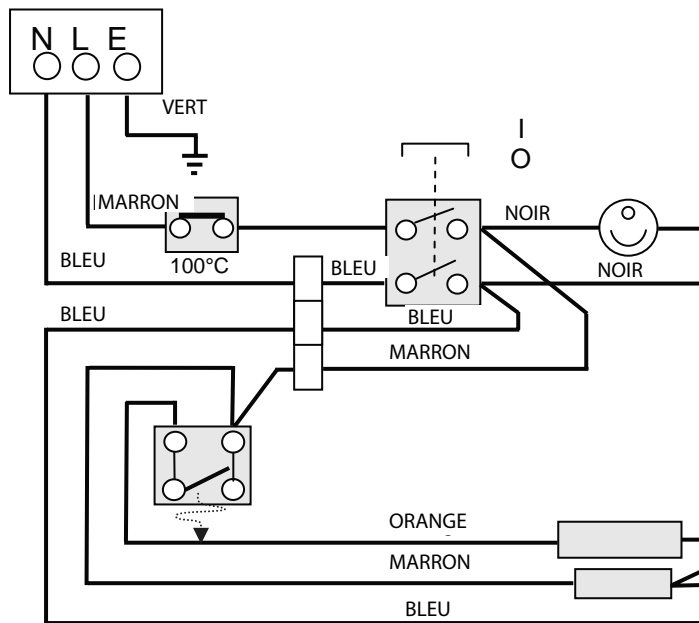 N L E
VERT
I
O
MARRON
NOIR
100°C
BLEU
BLEU
NOIR
BLEU
BLEU
MARRON
ORANGE
MARRON
BLEU